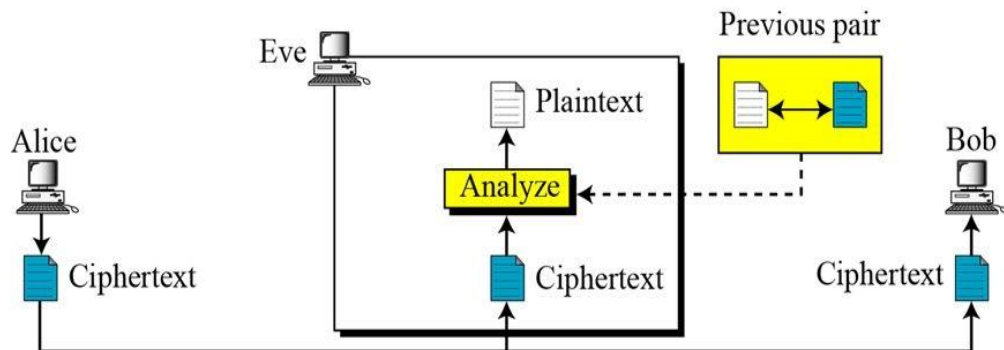 Previous pair
Eve
Plaintext
Alice
Bob
Analyze
Ciphertext
Ciphertext
Ciphertext